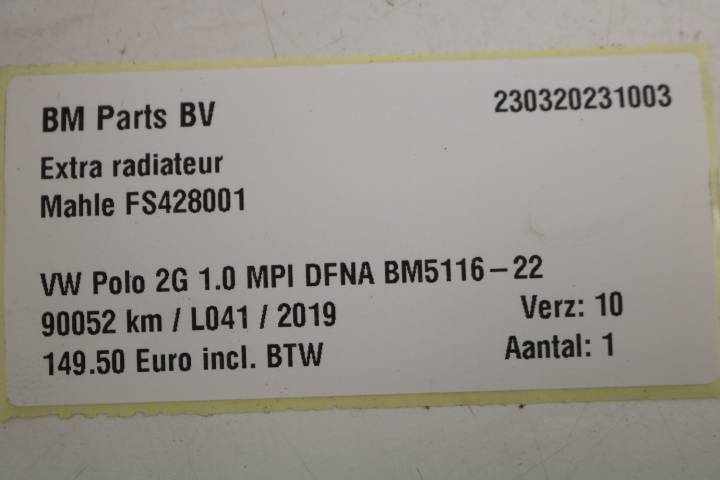 BM Parts BV 230320231003
Extra radiateur
Mahle FS428001
VW Polo 2G 1.0 MPI DFNA BM5116-22
90052 km / L041 / 2019 Verz: 10
149.50 Euro incl. BTW Aantal: 1